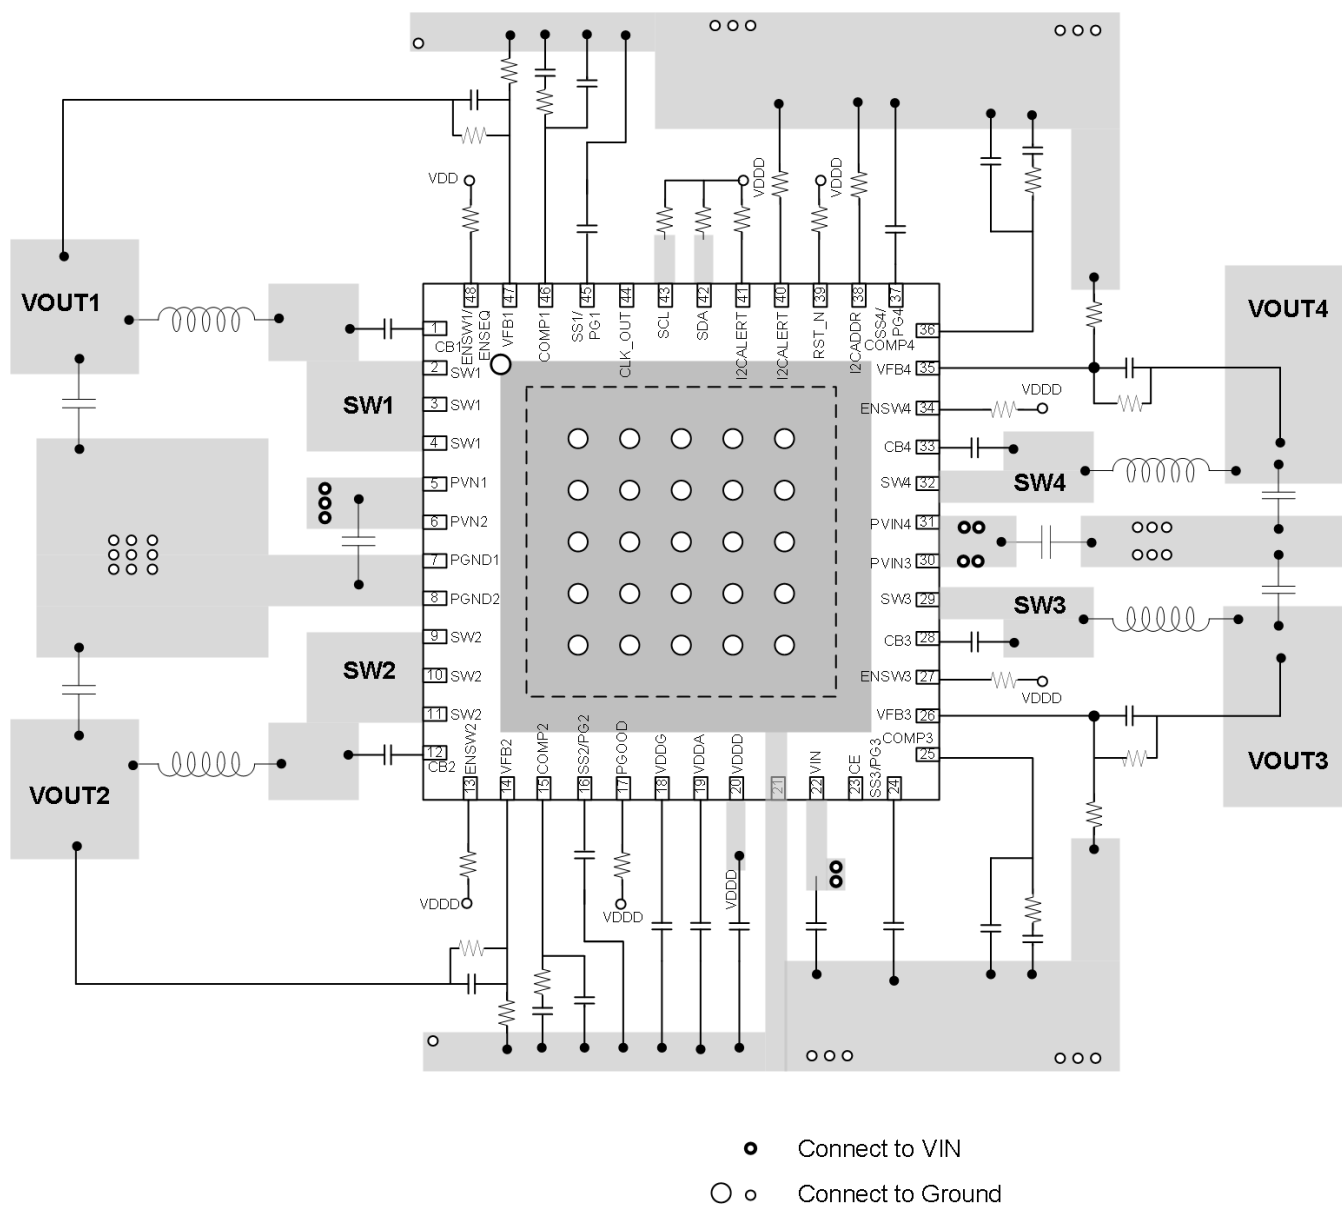 VDD
VDDD
VDDD
48
47
46
45
44
43
42
41
40
39
38
37
ENSW1/
ENSEQ
VFB1
COMP1
SS1/
PG1
CLK_OUT
SCL
SDA
I2CALERT
I2CALERT
RST_N
I2CADDR
SS4/
PG4
VOUT1
VOUT4
1
CB1
2
SW1
3
SW1
SW1
4
SW1
5
PVN1
6
PVN2
7
PGND1
8
PGND2
9
SW2
10
SW2
SW2
11
SW2
12
CB2
VOUT2
COMP4
36
VFB4
35
ENSW4
34
VDDD
CB4
33
SW4
32
SW4
PVIN4
31
PVIN3
30
SW3
29
SW3
CB3
28
ENSW3
27
VDDD
VFB3
26
COMP3
25
VOUT3
ENSW2
VFB2
COMP2
SS2/PG2
PGOOD
VDDG
VDDA
VDDD
VIN
CE
SS3/PG3
13
14
15
16
17
18
19
20
21
22
23
24
VDDD
VDDD
VDDD
Connect to VIN
Connect to Ground